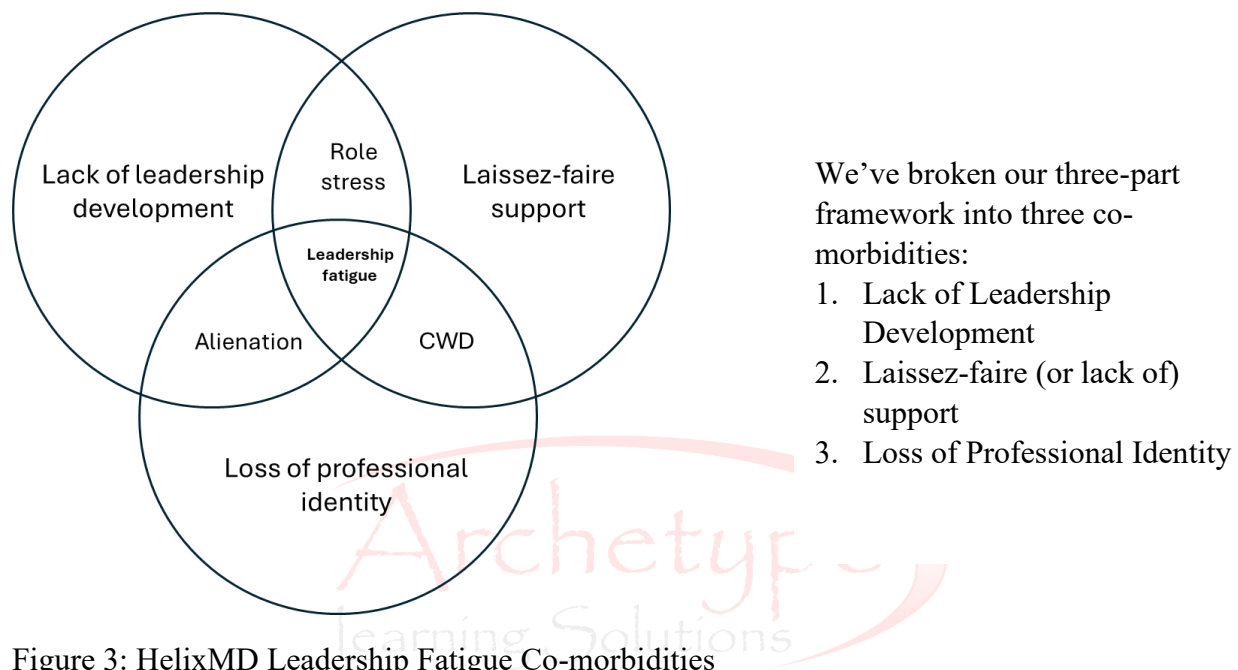 Lack of leadership
development
Role
stress
Laissez-faire
support
Leadership
fatigue
Alienation
CWD
Loss of professional
identity
We’ve broken our three-part
framework into three co-
morbidities:
1. Lack of Leadership
Development
2. Laissez-faire (or lack of)
support
3. Loss of Professional Identity
Learning Solutions
Figure 3: HelixMD Leadership Fatigue Co-morbidities